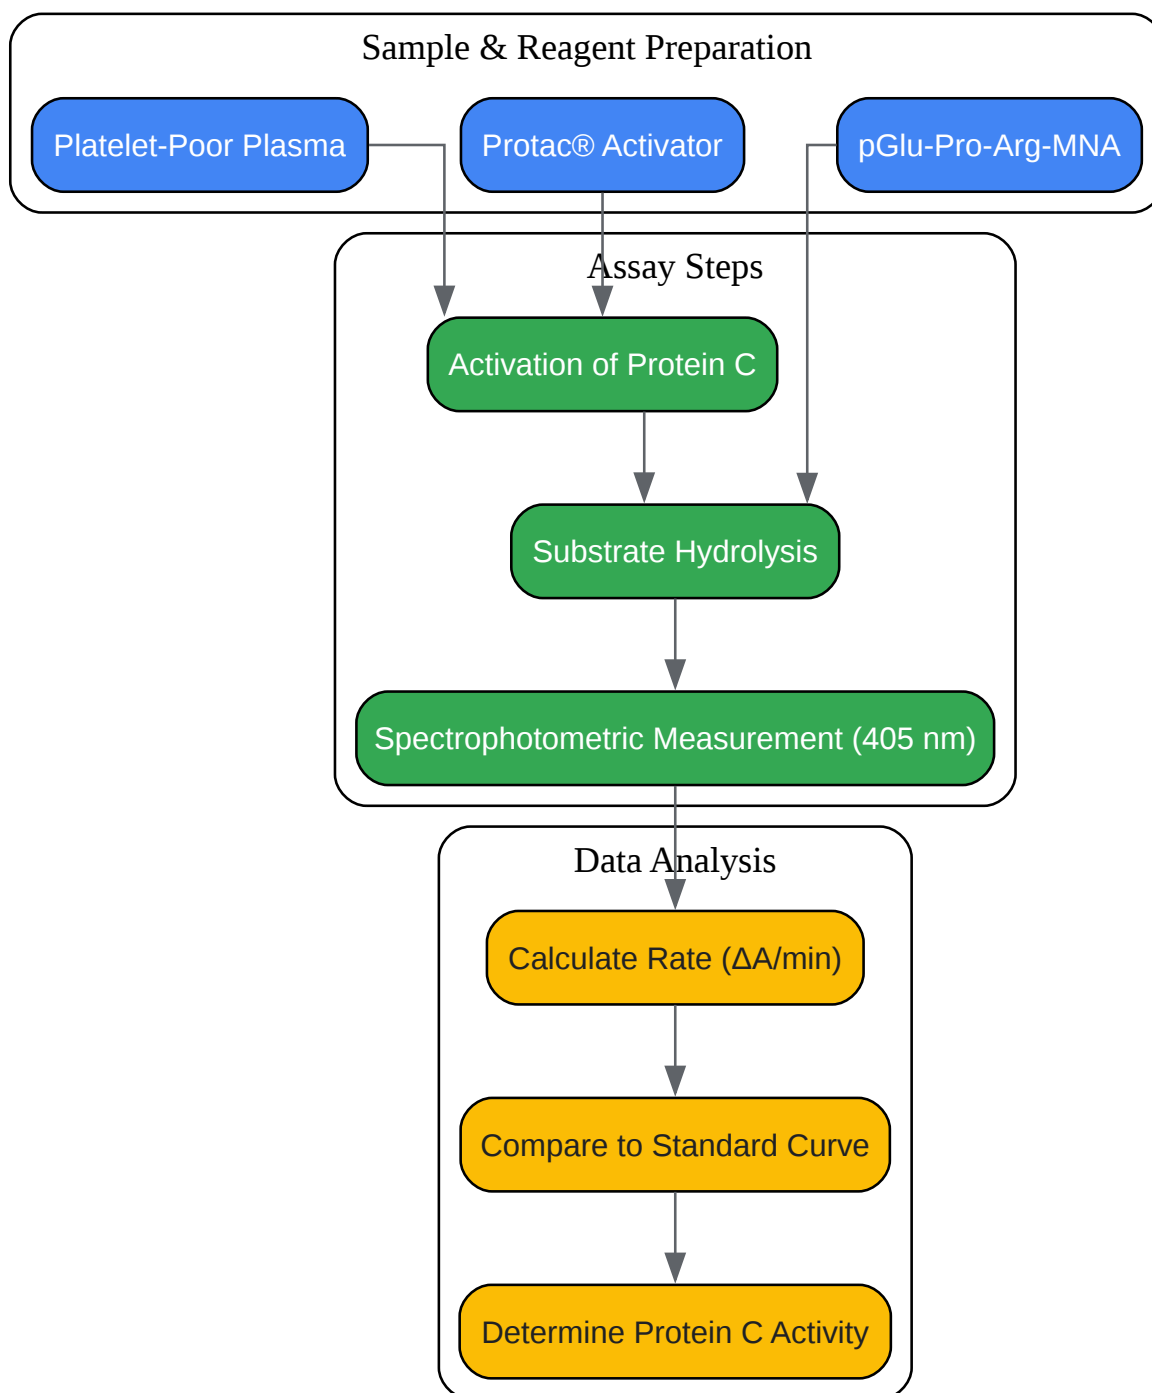 Sample & Reagent Preparation
Platelet-Poor Plasma
Protac® Activator
pGlu-Pro-Arg-MNA
Assay Steps
Activation of Protein C
Substrate Hydrolysis
Spectrophotometric Measurement (405 nm)
Data Analysis
Calculate Rate (ΔA/min)
Compare to Standard Curve
Determine Protein C Activity